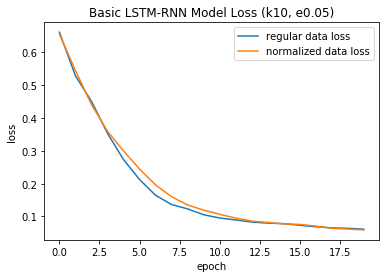 Basic LSTM-RNN Model Loss (k10, e0.05)
regular data loss
normalized data loss
loss
0.6
0.5
0.4
0.3
0.2
0.1
0.0 2.5 5.0 7.5 10.0 12.5 15.0 17.5
epoch